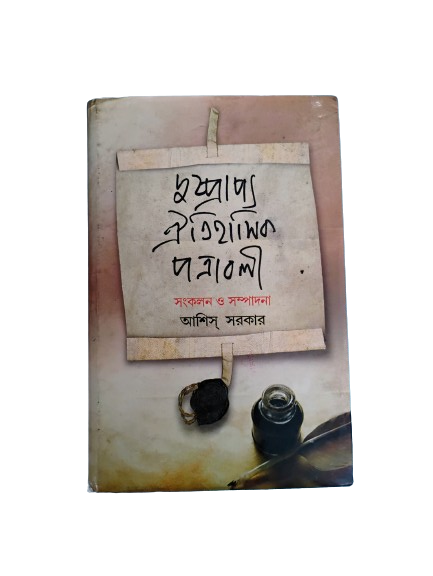 দুষ্প্রাপ্য
ঐতিহাসিক
পত্রাবলী
সংকলন ও সম্পাদনা
আশিস্ সরকার